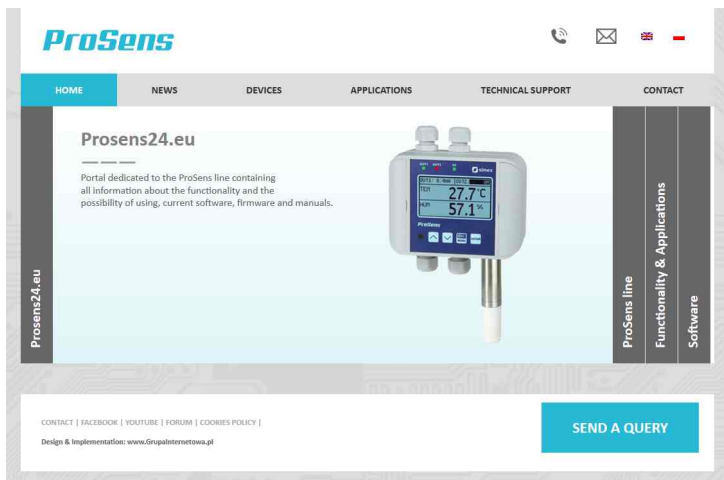 ProSens
HOME NEWS DEVICES APPLICATIONS TECHNICAL SUPPORT CONTACT
Prosens24.eu
Prosens24.eu
Portal dedicated to the ProSens line containing
all information about the functionality and the
possibility of using, current software, firmware and manuals.
simex
TEM 27.7°C
HUM 57.1%
ProSens
ProSens line
Functionality & Applications
Software
CONTACT | FACEBOOK | YOUTUBE | FORUM | COOKIES POLICY |
Design & Implementation: www.GrupaInternetowa.pl
SEND A QUERY